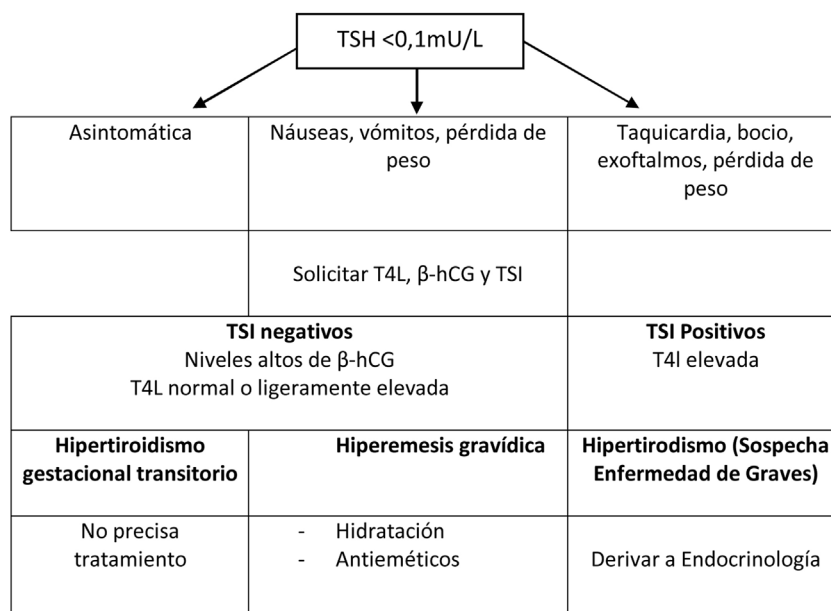 TSH <0,1mU/L
Asintomática
Náuseas, vómitos, pérdida de
peso
Taquicardia, bocio,
exoftalmos, pérdida de
peso
Solicitar T4L, β-hCG y TSI
TSI negativos
Niveles altos de β-hCG
T4L normal o ligeramente elevada
TSI Positivos
T4l elevada
Hipertiroidismo
gestacional transitorio
Hiperemesis gravídica
Hipertirodismo (Sospecha
Enfermedad de Graves)
No precisa
tratamiento
- Hidratación
- Antieméticos
Derivar a Endocrinología